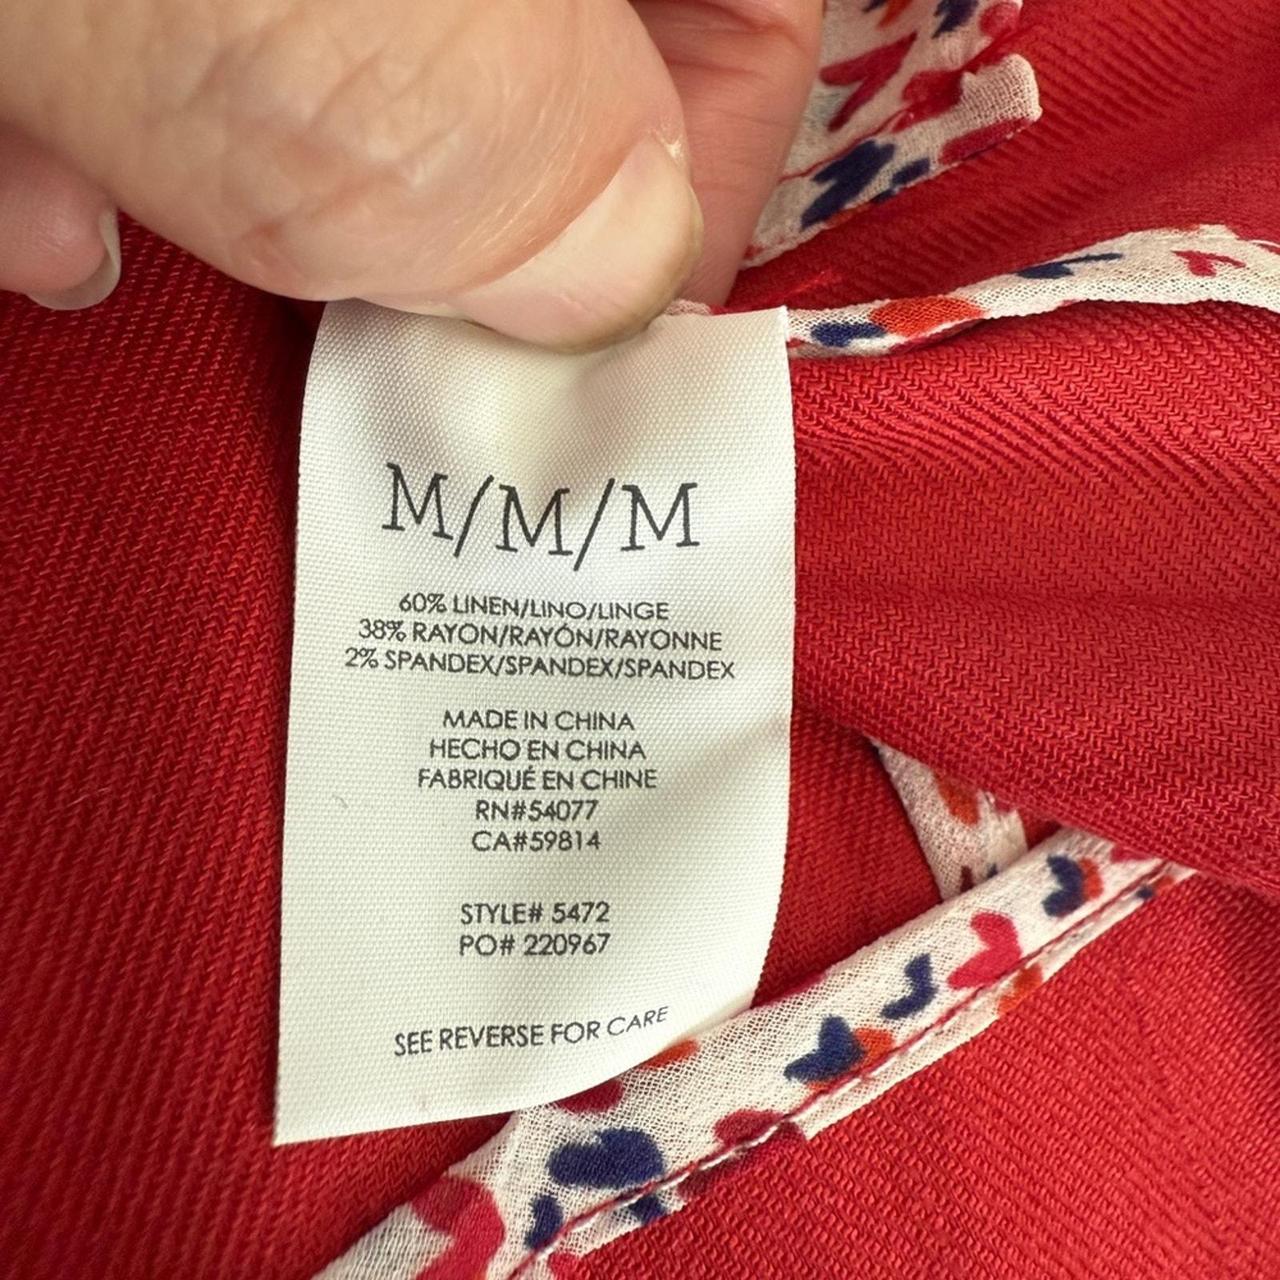 M/M/M
60% LINEN/LINO/LINGE
38% RAYON/RAYÓN/RAYONNE
2% SPANDEX/SPANDEX/SPANDEX
MADE IN CHINA
HECHO EN CHINA
FABRIQUÉ EN CHINE
RN#54077
CA#59814
STYLE# 5472
PO# 220967
SEE REVERSE FOR CARE